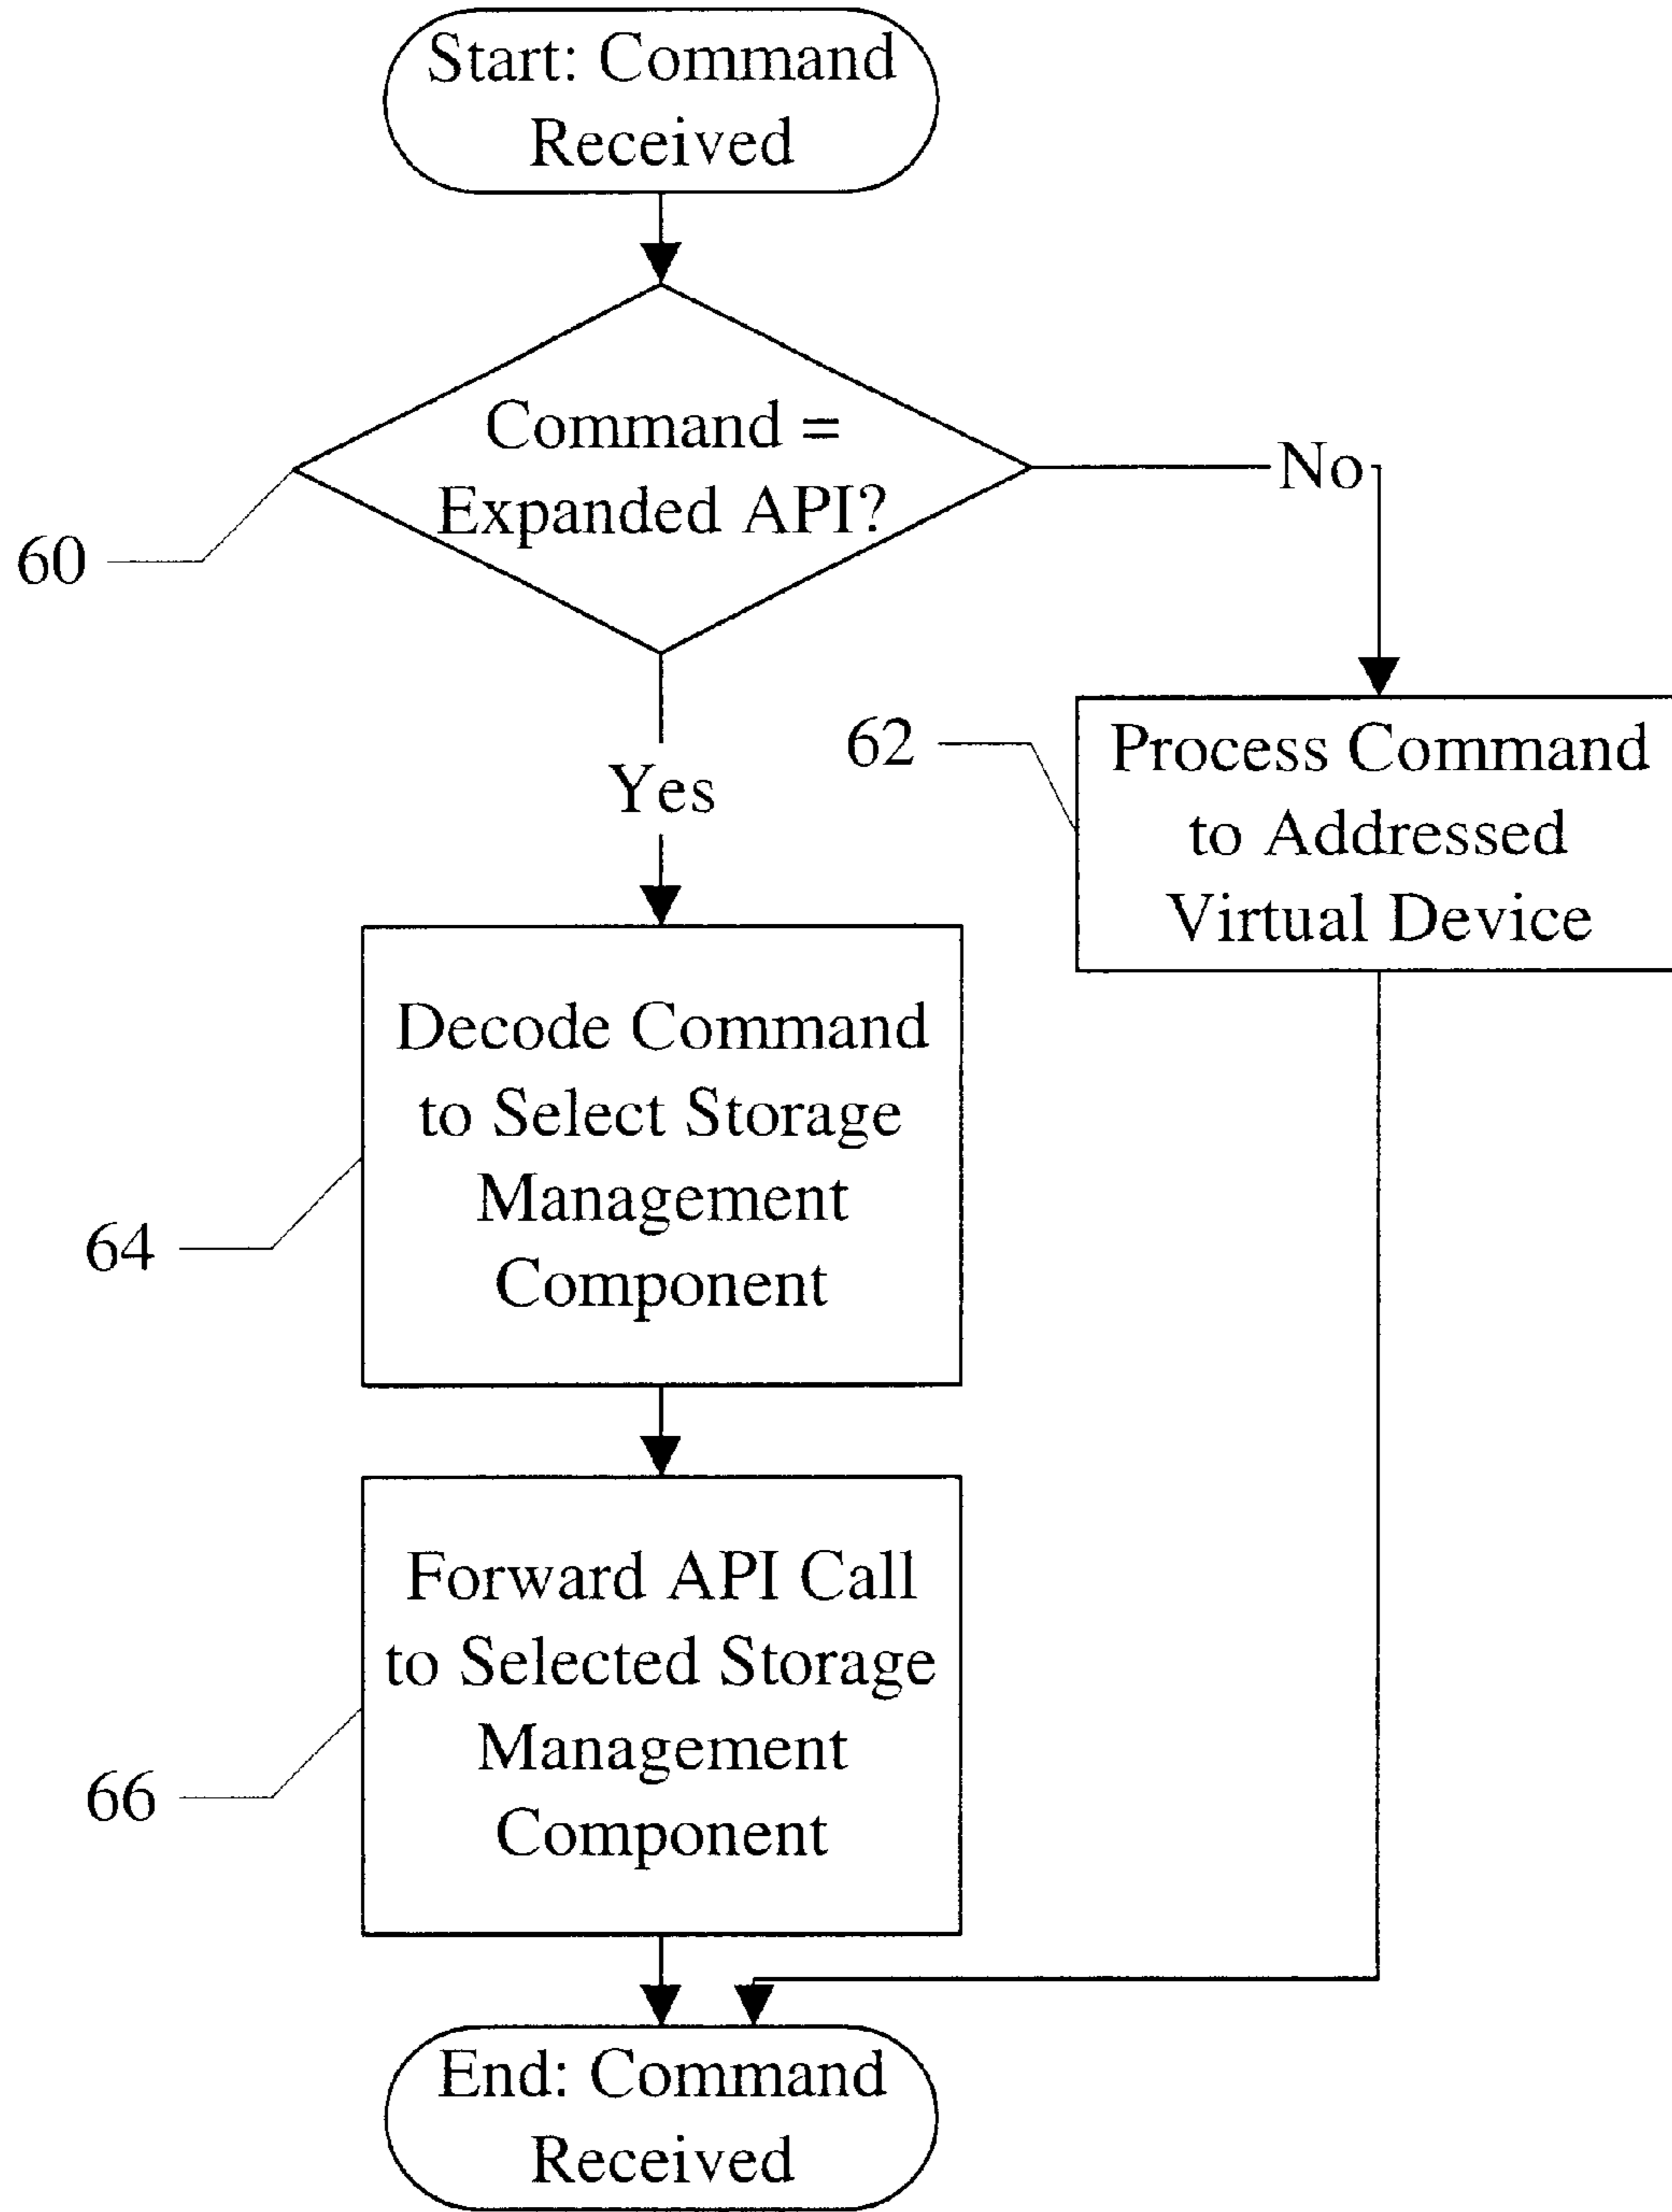 Start: Command
Received
Command =
Expanded API?
No
60
62
Process Command
to Addressed
Virtual Device
Yes
Decode Command
to Select Storage
Management
Component
64
Forward API Call
to Selected Storage
Management
Component
66
End: Command
Received